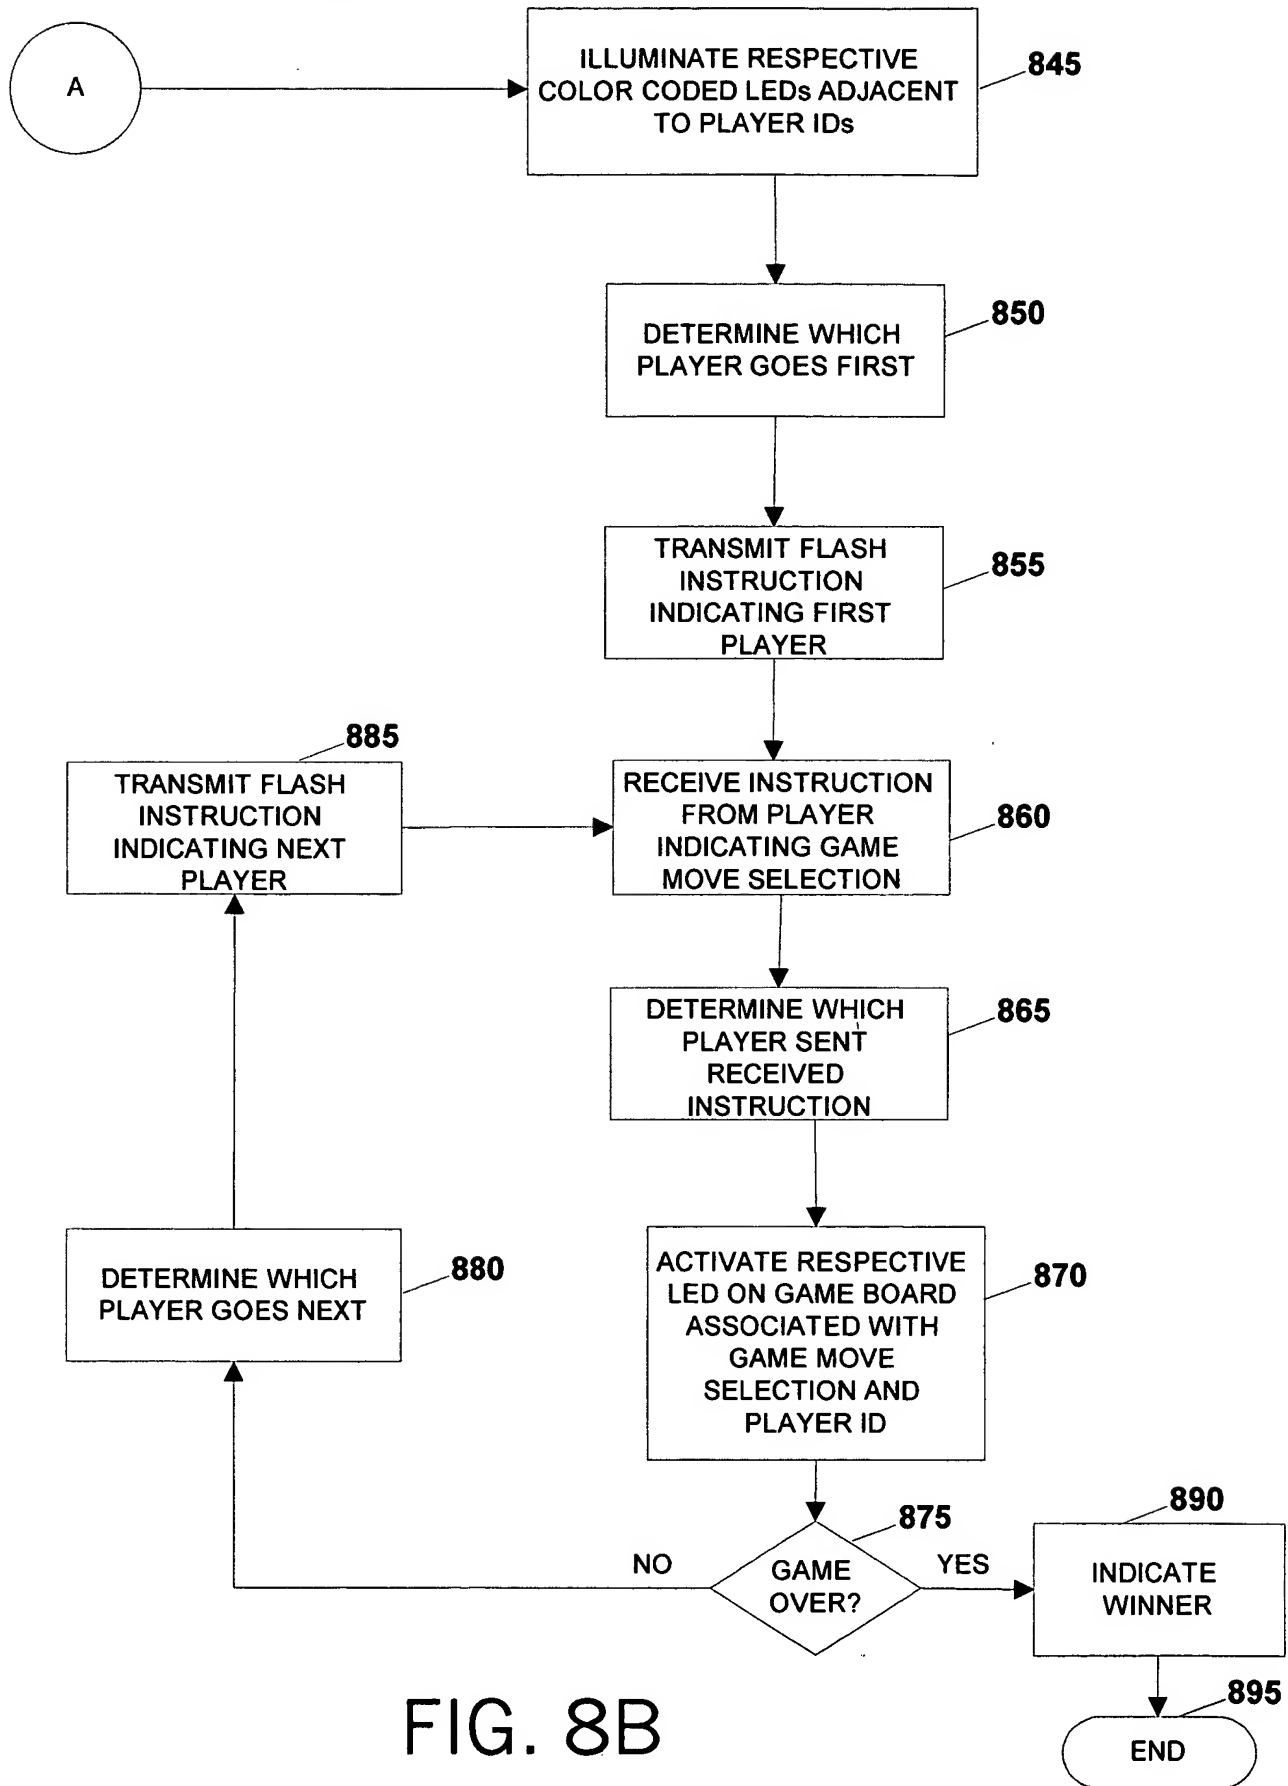 A
ILLUMINATE RESPECTIVE
COLOR CODED LEDs ADJACENT
TO PLAYER IDs
845
DETERMINE WHICH
PLAYER GOES FIRST
850
TRANSMIT FLASH
INSTRUCTION
INDICATING FIRST
PLAYER
855
885
TRANSMIT FLASH
INSTRUCTION
INDICATING NEXT
PLAYER
RECEIVE INSTRUCTION
FROM PLAYER
INDICATING GAME
MOVE SELECTION
860
DETERMINE WHICH
PLAYER SENT
RECEIVED
INSTRUCTION
865
DETERMINE WHICH
PLAYER GOES NEXT
880
ACTIVATE RESPECTIVE
LED ON GAME BOARD
ASSOCIATED WITH
GAME MOVE
SELECTION AND
PLAYER ID
870
875
NO
GAME
OVER?
YES
890
INDICATE
WINNER
895
END
FIG. 8B